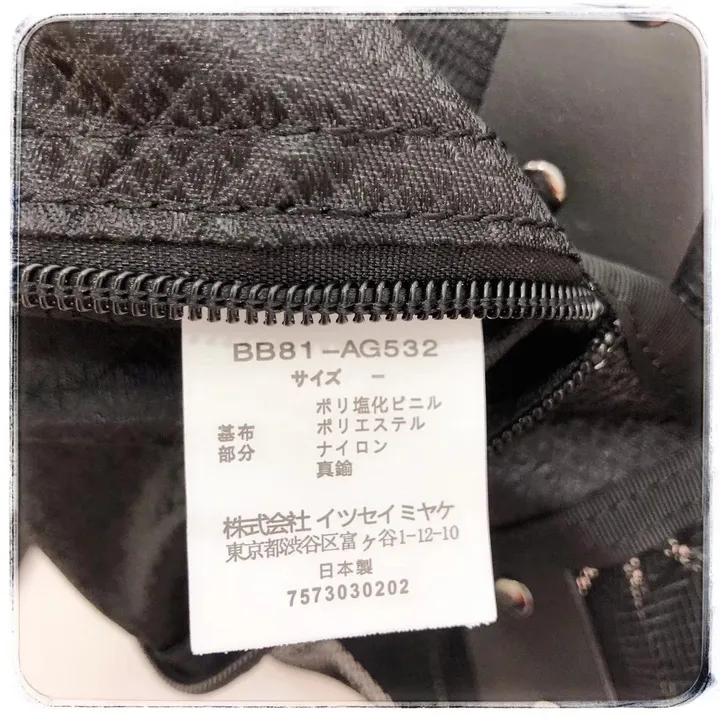 BB81-AG532
サイズ -
ポリ塩化ビニル
基布 ポリエステル
部分 ナイロン
真鍮
株式会社 イッセイミヤケ
東京都渋谷区富ヶ谷1-12-10
日本製
7573030202